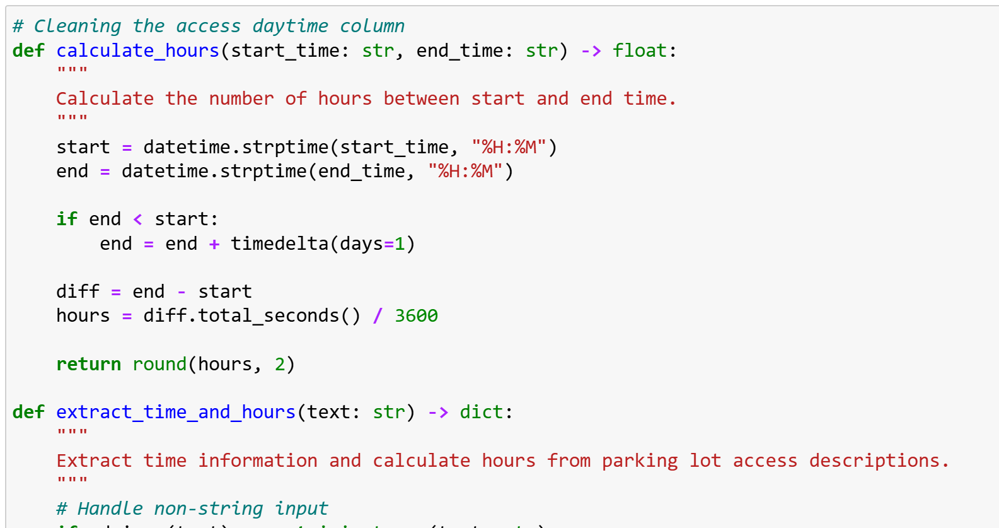 # Cleaning the access daytime column
def calculate_hours(start_time: str, end_time: str) -> float:
    """
    Calculate the number of hours between start and end time.
    """
    start = datetime.strptime(start_time, "%H:%M")
    end = datetime.strptime(end_time, "%H:%M")

    if end < start:
        end = end + timedelta(days=1)

    diff = end - start
    hours = diff.total_seconds() / 3600

    return round(hours, 2)

def extract_time_and_hours(text: str) -> dict:
    """
    Extract time information and calculate hours from parking lot access descriptions.
    """
    # Handle non-string input